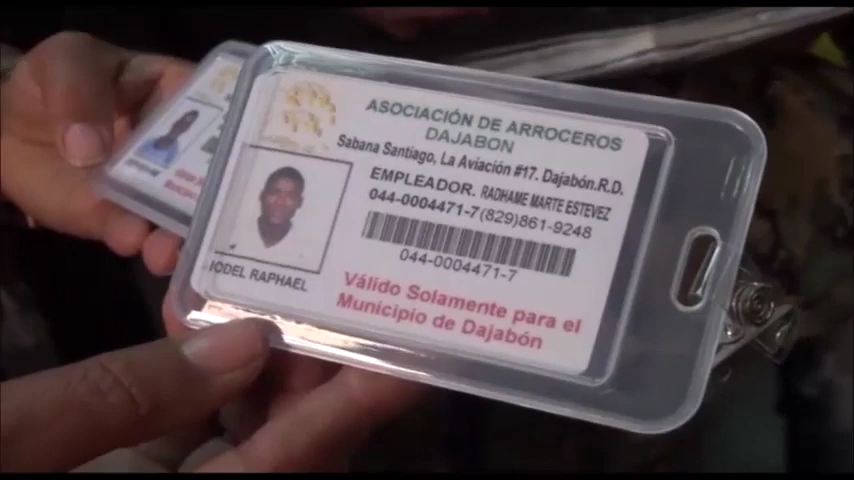 ASOCIACIÓN DE ARROCEROS
DAJABON
Sabana Santiago, La Aviación #17. Dajabón.R.D.
EMPLEADOR. RADHAME MARTE ESTEVEZ
044-0004471-7(829)861-9248
044-0004471-7
IODEL RAPHAEL
Válido Solamente para el
Municipio de Dajabón